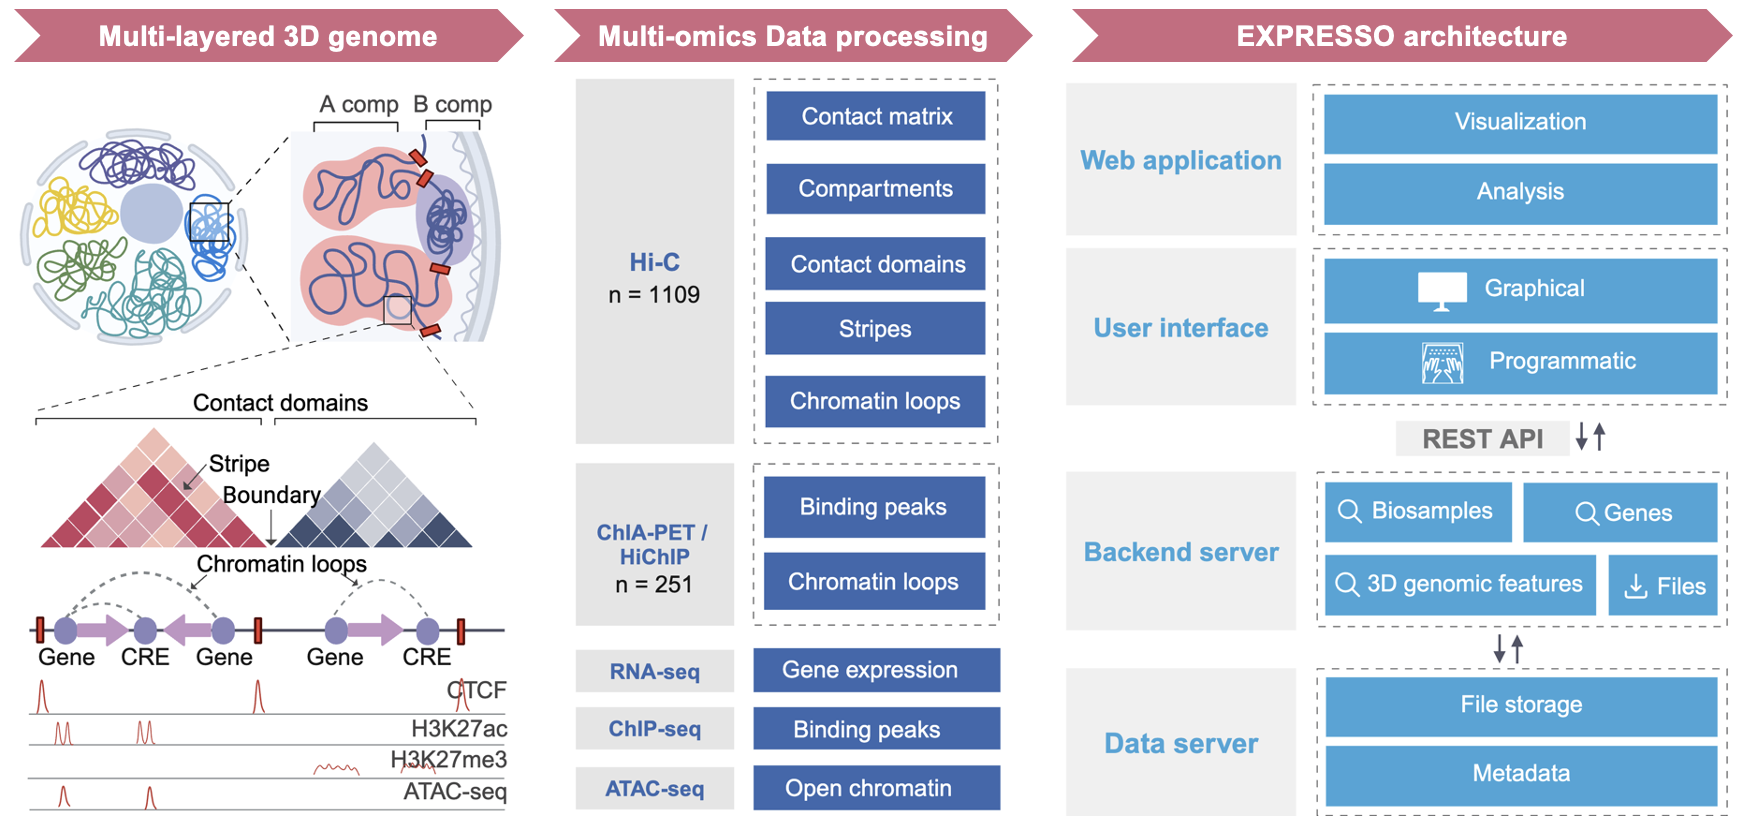 Multi-layered 3D genome
A comp B comp
Contact domains
Stripe
Boundary
Chromatin loops
Gene CRE Gene Gene CRE
CTCF
H3K27ac
H3K27me3
ATAC-seq
Multi-omics Data processing
Hi-C
n = 1109
Contact matrix
Compartments
Contact domains
Stripes
Chromatin loops
ChIA-PET /
HiChIP
n = 251
Binding peaks
Chromatin loops
RNA-seq
Gene expression
ChIP-seq
Binding peaks
ATAC-seq
Open chromatin
EXPRESSO architecture
Web application
Visualization
Analysis
User interface
Graphical
Programmatic
REST API
Backend server
Biosamples
Genes
3D genomic features
Files
Data server
File storage
Metadata